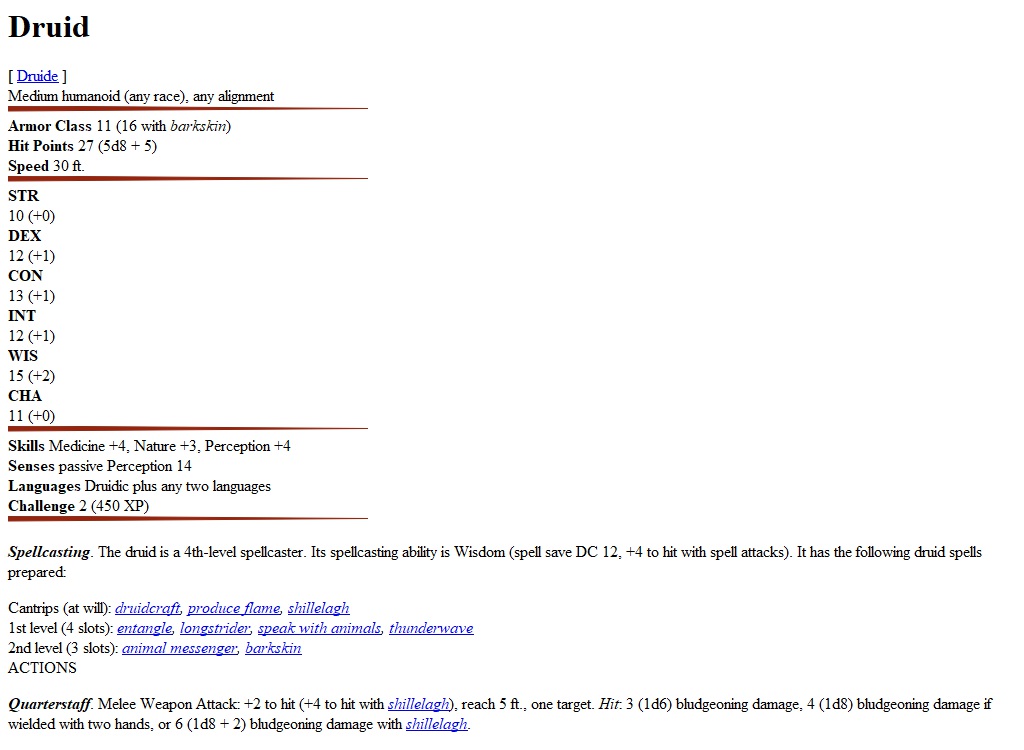 Druid
[ Druide ]
Medium humanoid (any race), any alignment
Armor Class 11 (16 with barkskin)
Hit Points 27 (5d8 + 5)
Speed 30 ft.
STR
10 (+0)
DEX
12 (+1)
CON
13 (+1)
INT
12 (+1)
WIS
15 (+2)
CHA
11 (+0)
Skills Medicine +4, Nature +3, Perception +4
Senses passive Perception 14
Languages Druidic plus any two languages
Challenge 2 (450 XP)
Spellcasting. The druid is a 4th-level spellcaster. Its spellcasting ability is Wisdom (spell save DC 12, +4 to hit with spell attacks). It has the following druid spells
prepared:
Cantrips (at will): druidcraft, produce flame, shillelagh
1st level (4 slots): entangle, longstrider, speak with animals, thunderwave
2nd level (3 slots): animal messenger, barkskin
ACTIONS
Quarterstaff. Melee Weapon Attack: +2 to hit (+4 to hit with shillelagh), reach 5 ft., one target. Hit: 3 (1d6) bludgeoning damage, 4 (1d8) bludgeoning damage if
wielded with two hands, or 6 (1d8 + 2) bludgeoning damage with shillelagh.